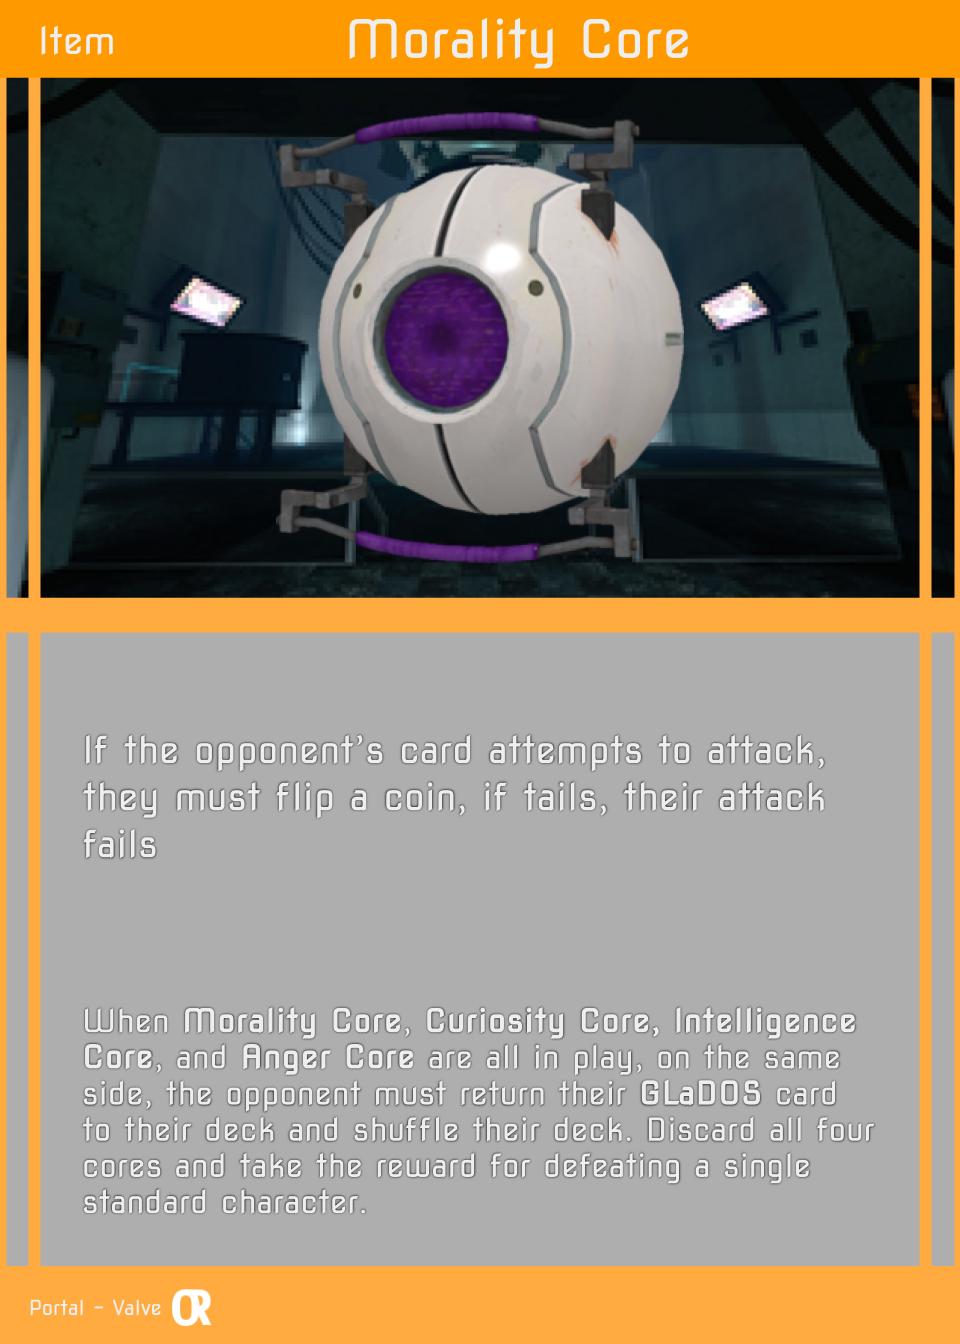 Item
Morality Core
If the opponent's card attempts to attack,
they must flip a coin, if tails, their attack
fails
When Morality Core, Curiosity Core, Intelligence
Core, and Anger Core are all in play, on the same
side, the opponent must return their GLaDOS card
to their deck and shuffle their deck. Discard all four
cores and take the reward for defeating a single
standard character.
Portal - Valve OR